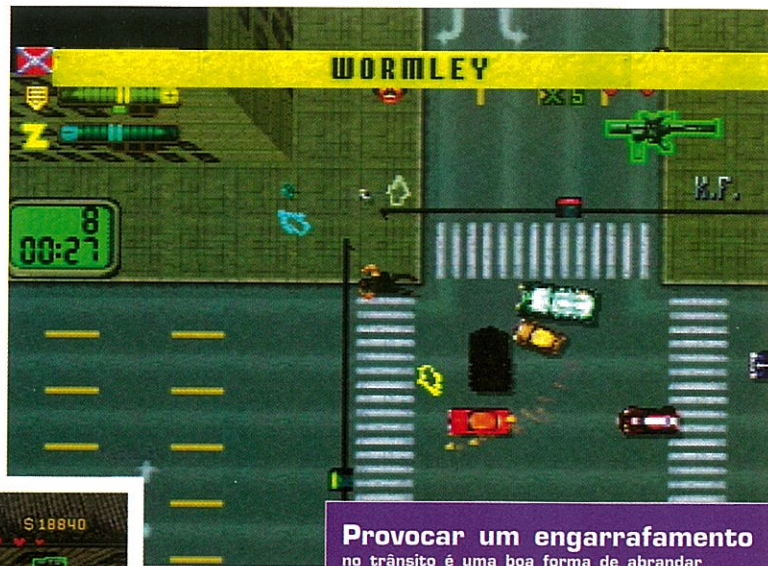 WORMLEY
Z
X5
K.F.
8
00:27
$18840
Provocar um engarrafamento
no trânsito é uma boa forma de abrandar